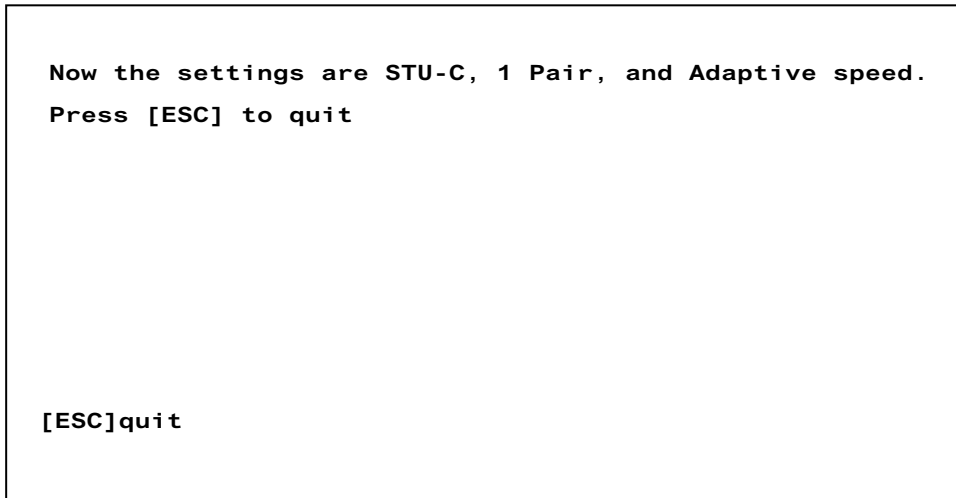 Now the settings are STU-C, 1 Pair, and Adaptive speed.
Press [ESC] to quit
[ESC]quit